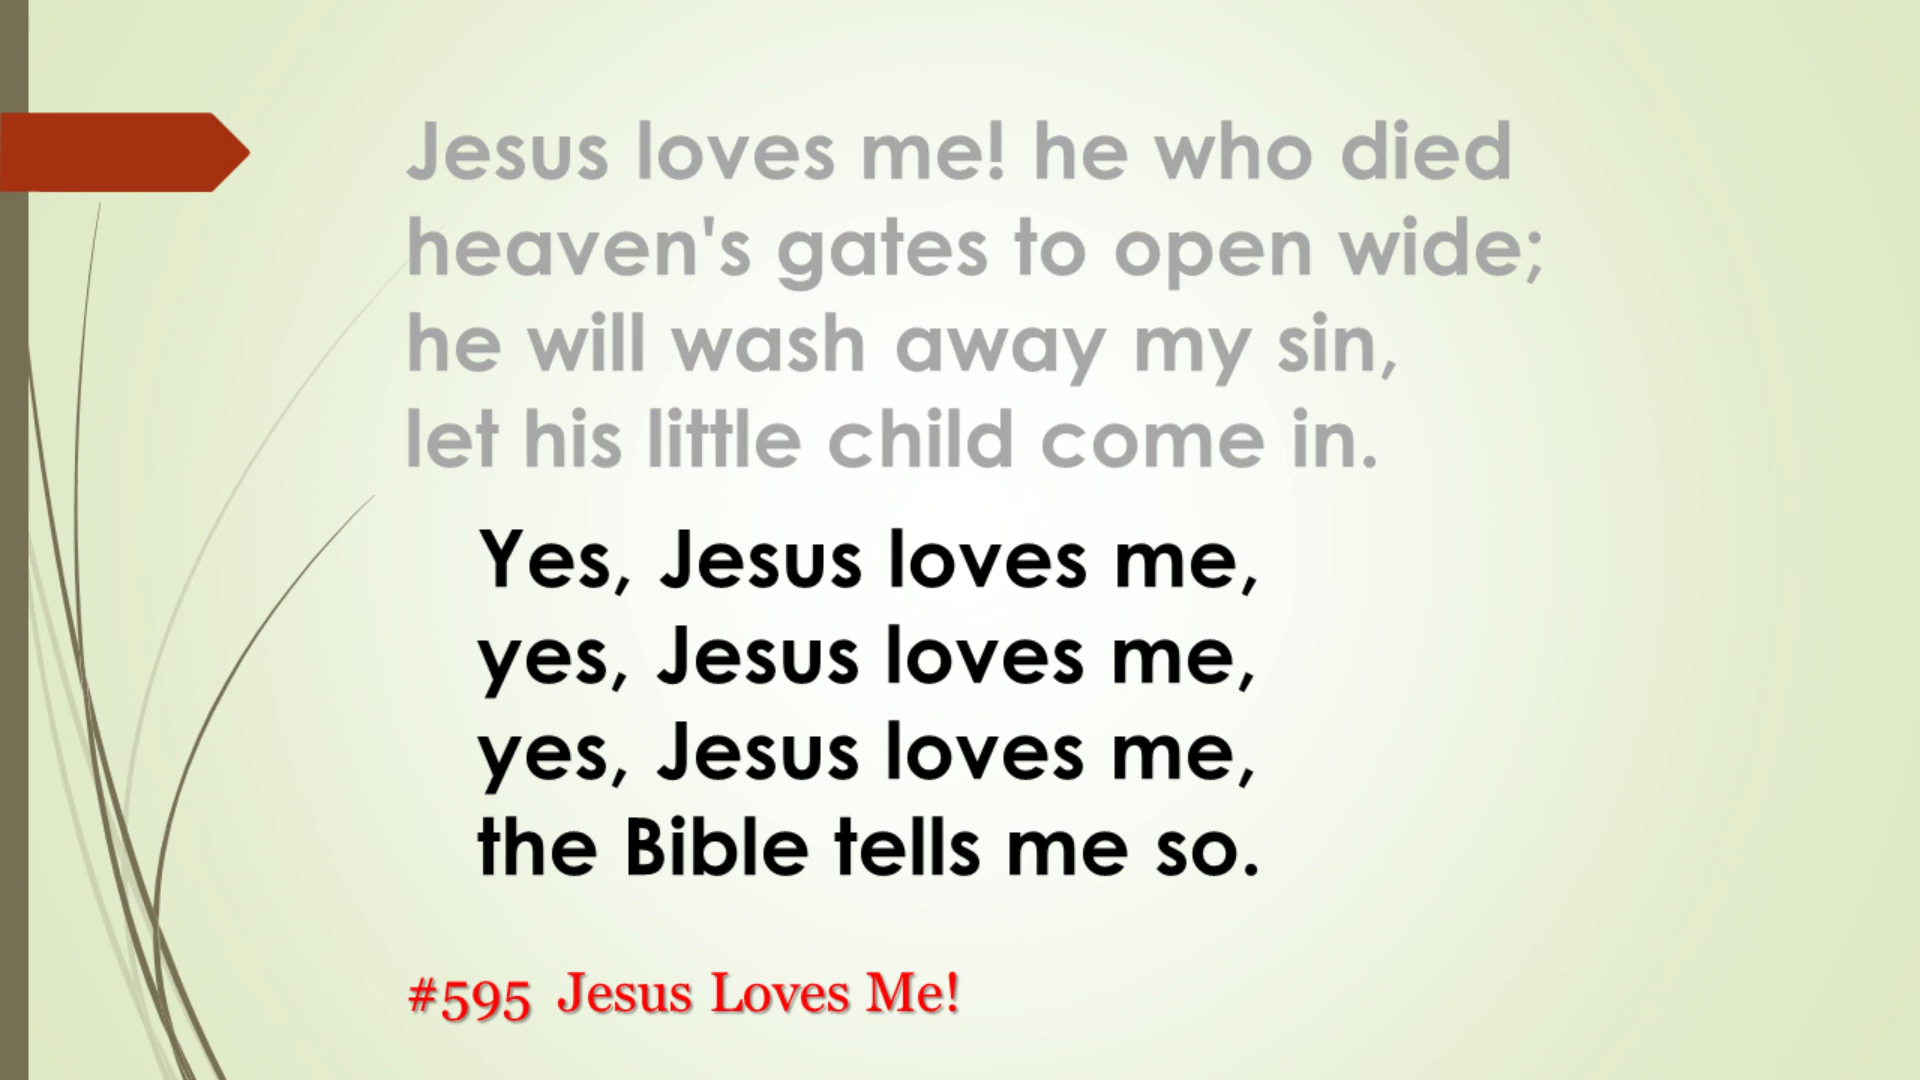 Jesus loves me! he who died
heaven's gates to open wide;
he will wash away my sin,
let his little child come in.
Yes, Jesus loves me,
yes, Jesus loves me,
yes, Jesus loves me,
the Bible tells me so.
#595 Jesus Loves Me!